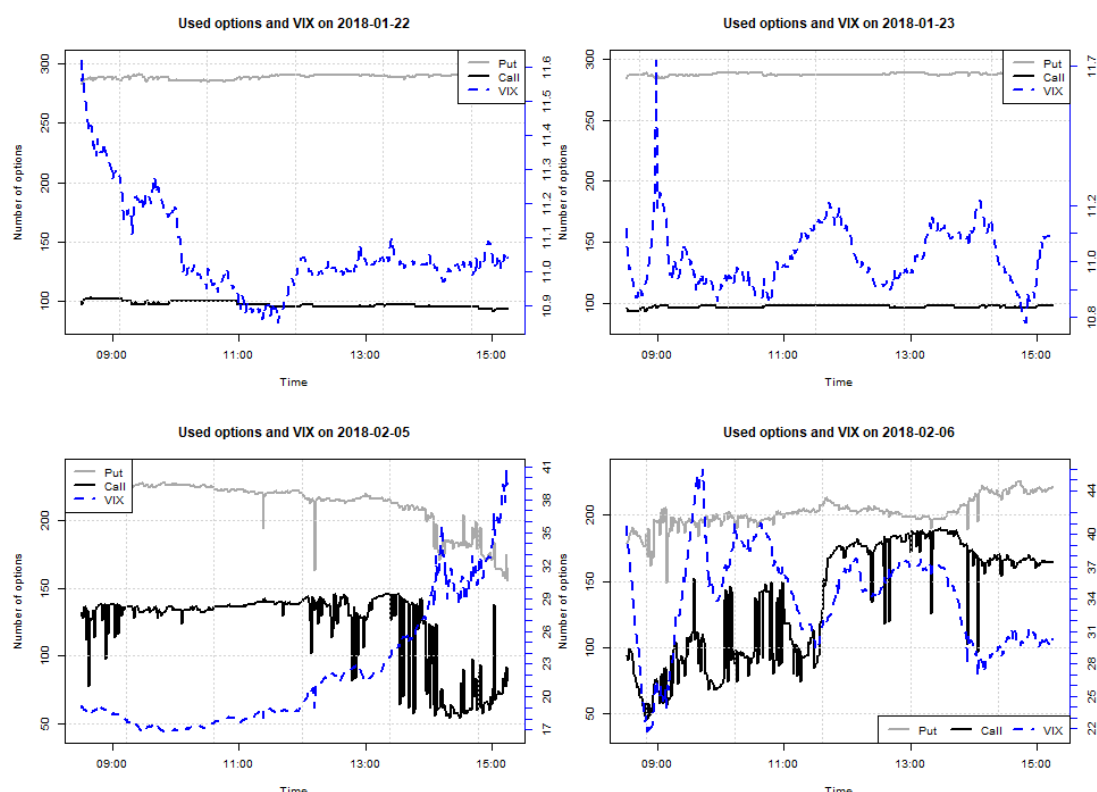 Used options and VIX on 2018-01-22
Number of options
300
250
200
150
100
Put
Call
VIX
11.6
11.5
11.4
11.3
11.2
11.1
11.0
10.9
09:00 11:00 13:00 15:00
Time
Used options and VIX on 2018-01-23
Number of options
300
250
200
150
100
Put
Call
VIX
11.7
11.2
11.0
10.8
09:00 11:00 13:00 15:00
Time
Used options and VIX on 2018-02-05
Number of options
200
150
100
50
Put
Call
VIX
41
38
35
32
29
26
23
20
17
09:00 11:00 13:00 15:00
Time
Used options and VIX on 2018-02-06
Number of options
200
150
100
50
44
40
37
34
31
28
25
22
Put Call VIX
09:00 11:00 13:00 15:00
Time